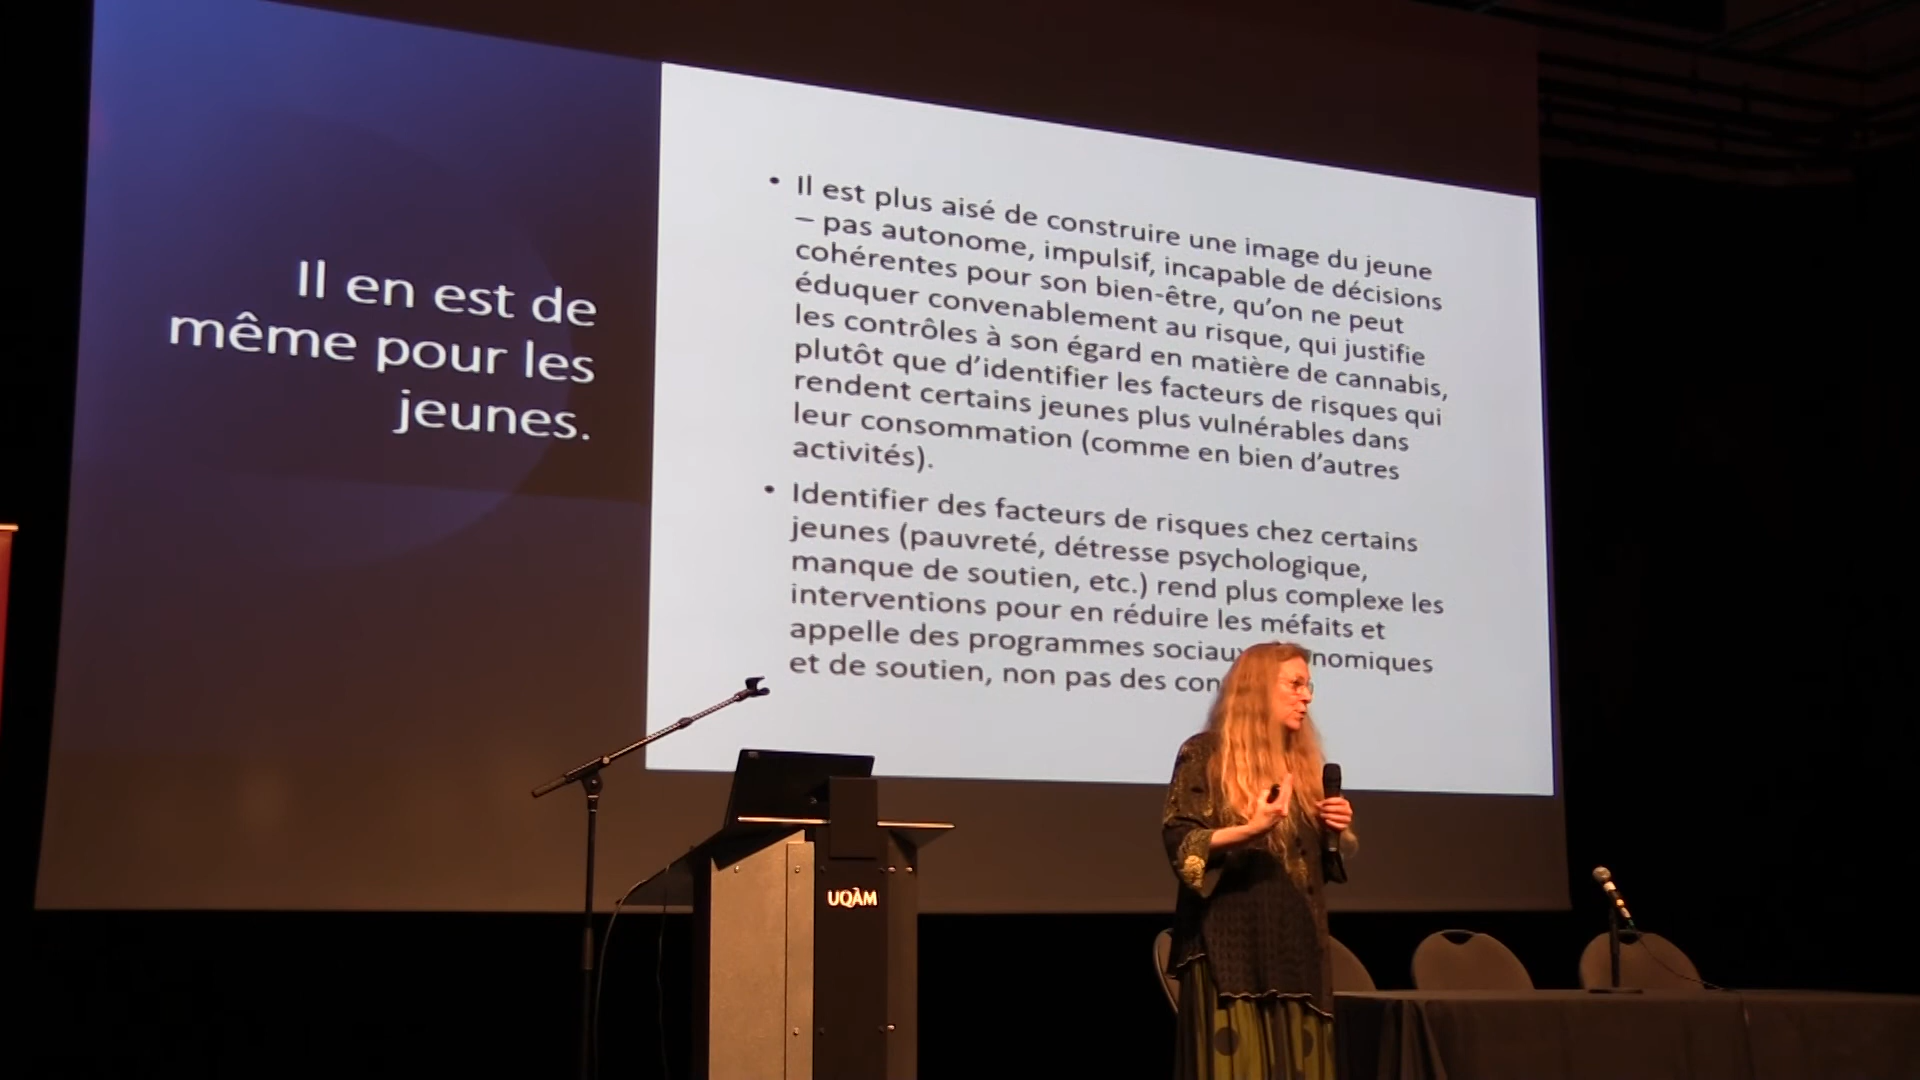 Il en est de
même pour les
jeunes.
• Il est plus aisé de construire une image du jeune
– pas autonome, impulsif, incapable de décisions
cohérentes pour son bien-être, qu'on ne peut
éduquer convenablement au risque, qui justifie
les contrôles à son égard en matière de cannabis,
plutôt que d'identifier les facteurs de risques qui
rendent certains jeunes plus vulnérables dans
leur consommation (comme en bien d'autres
activités).
• Identifier des facteurs de risques chez certains
jeunes (pauvreté, détresse psychologique,
manque de soutien, etc.) rend plus complexe les
interventions pour en réduire les méfaits et
appelle des programmes sociaux
et de soutien, non pas des
UQÀM